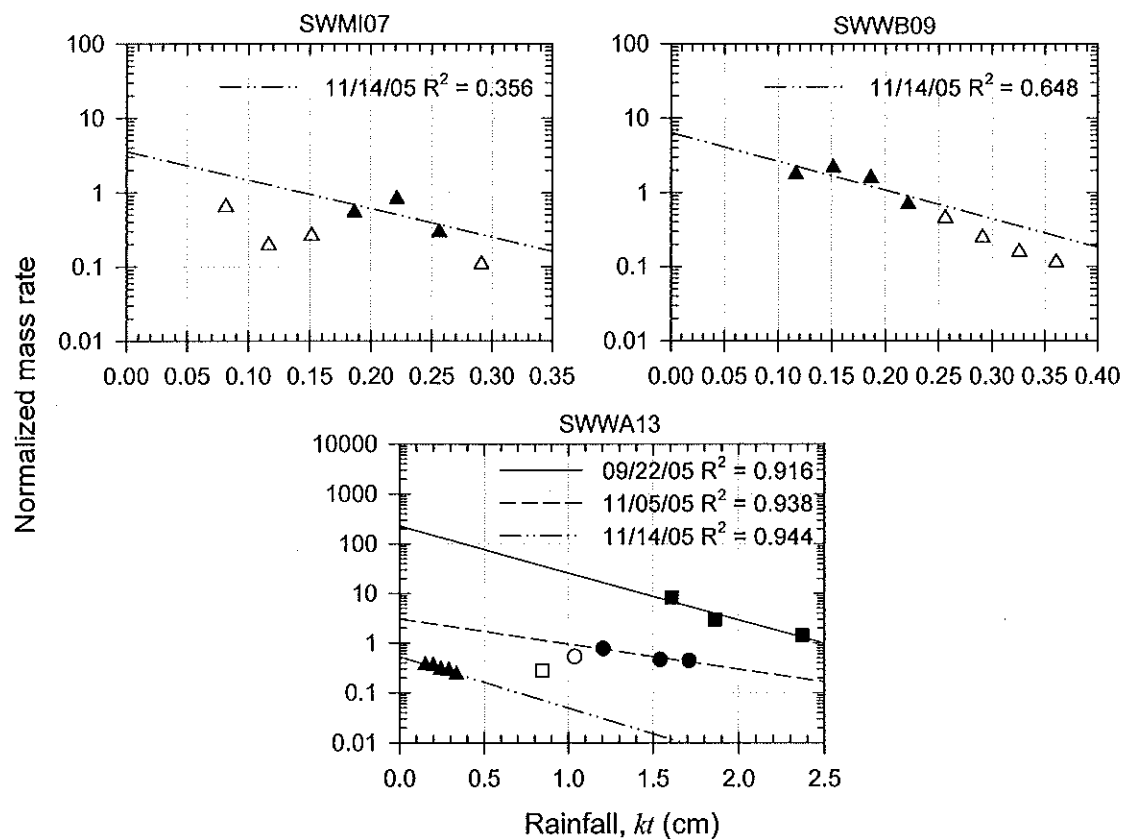 SWMI07
100
10
1
0.1
0.01
11/14/05 R² = 0.356
0.00 0.05 0.10 0.15 0.20 0.25 0.30 0.35
SWWB09
100
10
1
0.1
0.01
11/14/05 R² = 0.648
0.00 0.05 0.10 0.15 0.20 0.25 0.30 0.35 0.40
Normalized mass rate
SWWA13
10000
1000
100
10
1
0.1
0.01
09/22/05 R² = 0.916
11/05/05 R² = 0.938
11/14/05 R² = 0.944
0.0 0.5 1.0 1.5 2.0 2.5
Rainfall, kt (cm)